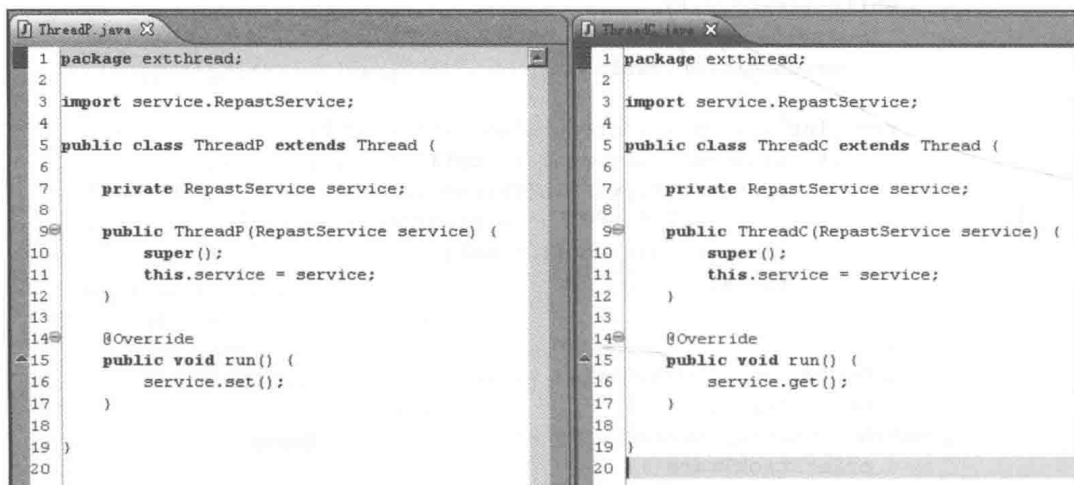 ThreadP.java
1 package extthread;
2
3 import service.RepastService;
4
5 public class ThreadP extends Thread {
6
7 private RepastService service;
8
9 public ThreadP(RepastService service) {
10 super();
11 this.service = service;
12 }
13
14 @Override
15 public void run() {
16 service.set();
17 }
18
19 }
20
ThreadC.java
1 package extthread;
2
3 import service.RepastService;
4
5 public class ThreadC extends Thread {
6
7 private RepastService service;
8
9 public ThreadC(RepastService service) {
10 super();
11 this.service = service;
12 }
13
14 @Override
15 public void run() {
16 service.get();
17 }
18
19 }
20